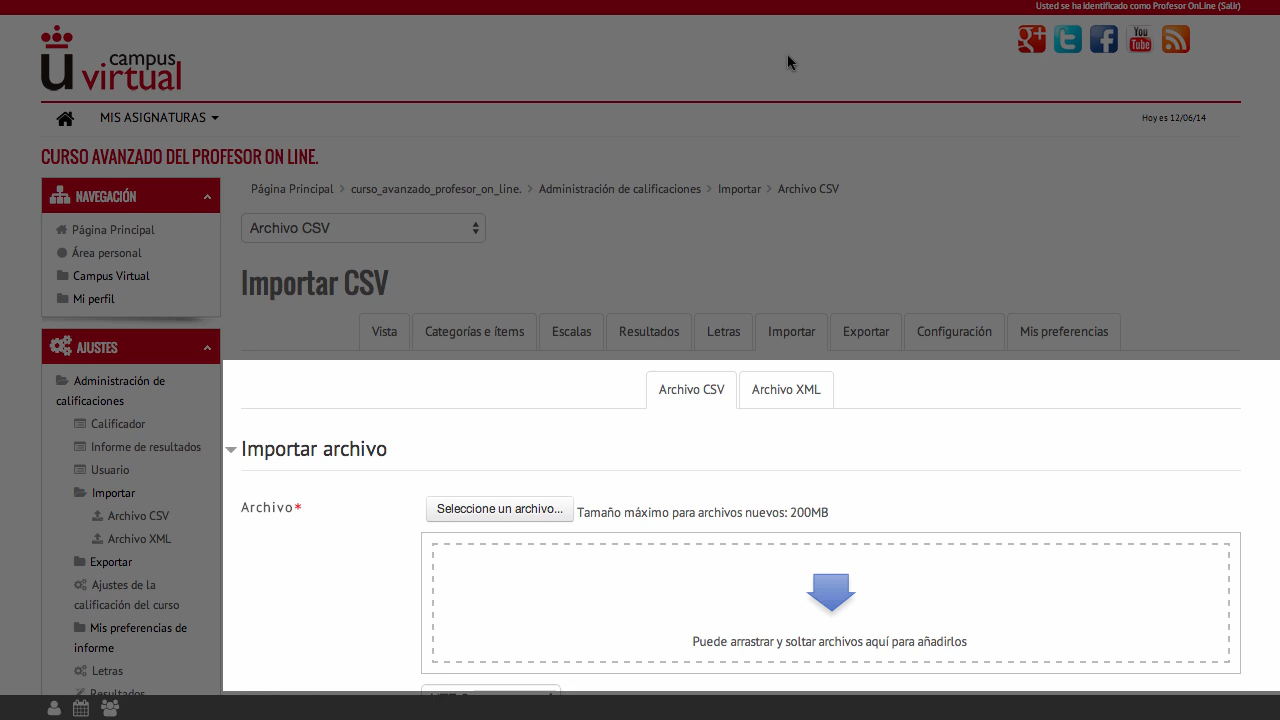 Usted se ha identificado como Profesor OnLine (Salir)
campus
virtual
You
Tube
MIS ASIGNATURAS
Hoy es 12/06/14
CURSO AVANZADO DEL PROFESOR ON LINE.
NAVEGACIÓN
Página Principal
Área personal
Campus Virtual
Mi perfil
AJUSTES
Administración de
calificaciones
Calificador
Informe de resultados
Usuario
Importar
Archivo CSV
Archivo XML
Exportar
Ajustes de la
calificación del curso
Mis preferencias de
informe
Letras
Resultados
Página Principal > curso_avanzado_profesor_on_line. > Administración de calificaciones > Importar > Archivo CSV
Archivo CSV
Importar CSV
Vista Categorías e ítems Escalas Resultados Letras Importar Exportar Configuración Mis preferencias
Archivo CSV Archivo XML
Importar archivo
Archivo* Seleccione un archivo... Tamaño máximo para archivos nuevos: 200MB
Puede arrastrar y soltar archivos aquí para añadirlos